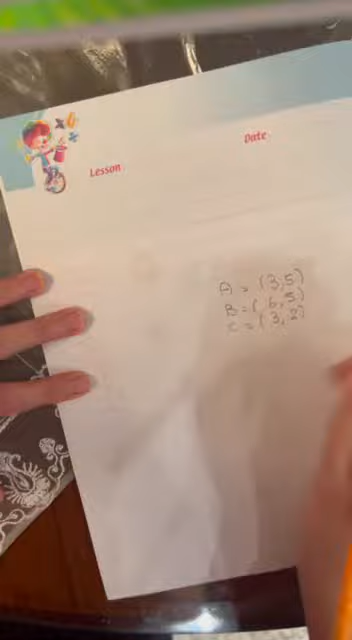 Lesson
Date
A = (3,5)
B = (6,5)
C = (3,2)